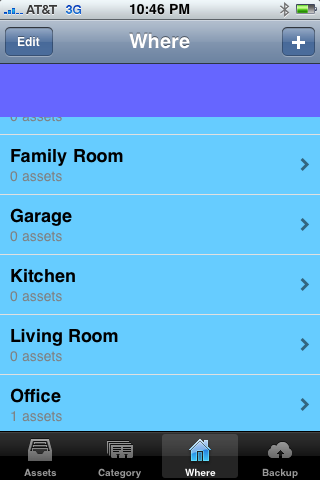 AT&T 3G 10:46 PM
Edit Where +
0 assets
Family Room
0 assets
Garage
0 assets
Kitchen
0 assets
Living Room
0 assets
Office
1 assets
Assets Category Where Backup